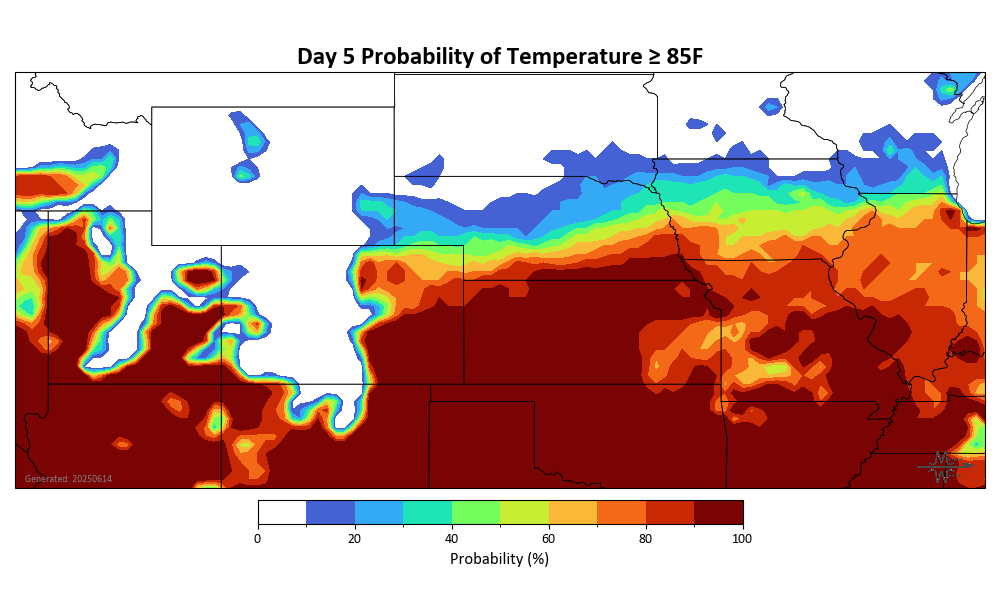 Day 5 Probability of Temperature ≥ 85F
Generated: 20250614
M
W
0 20 40 60 80 100
Probability (%)